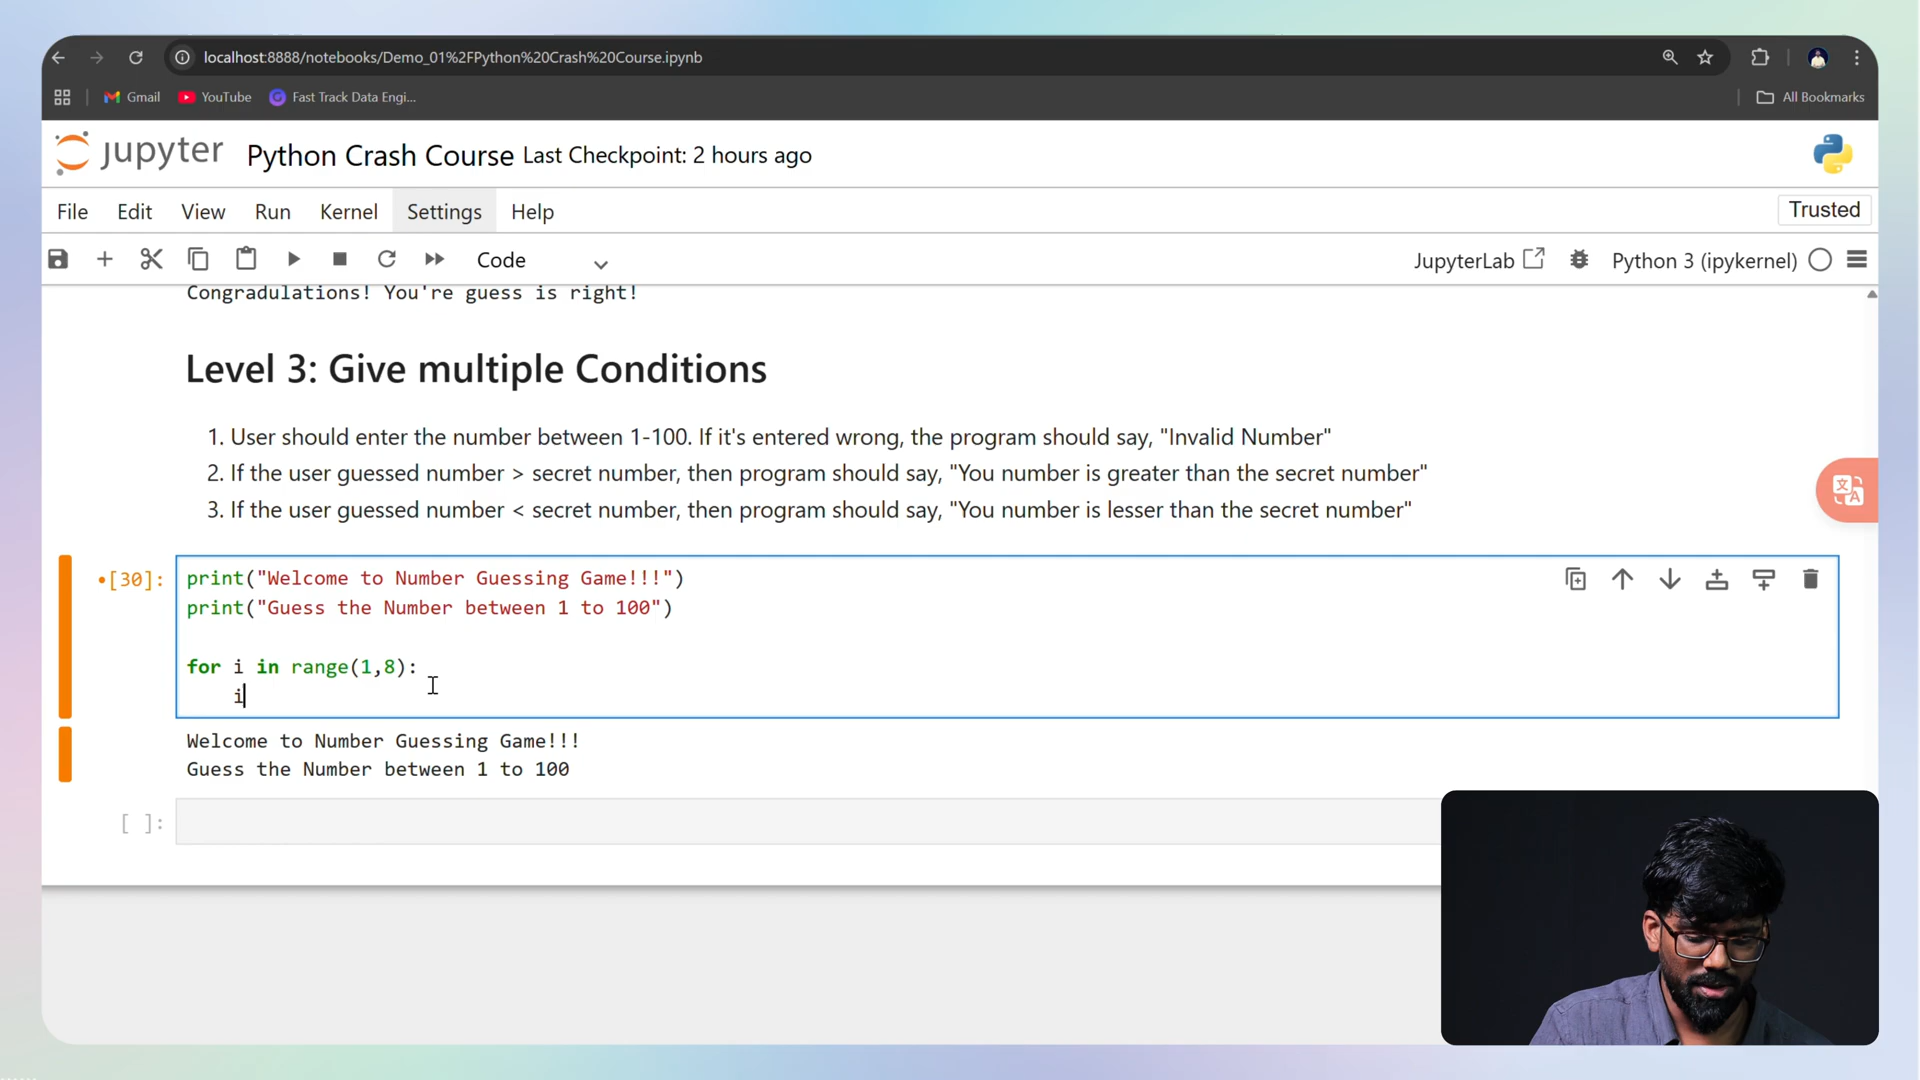 localhost:8888/notebooks/Demo_01%2FPython%20Crash%20Course.ipynb
Gmail YouTube Fast Track Data Engi... All Bookmarks
jupyter Python Crash Course Last Checkpoint: 2 hours ago
File Edit View Run Kernel Settings Help Trusted
Code JupyterLab Python 3 (ipykernel)
Congradulations! You're guess is right!
Level 3: Give multiple Conditions
1. User should enter the number between 1-100. If it's entered wrong, the program should say, "Invalid Number"
2. If the user guessed number > secret number, then program should say, "You number is greater than the secret number"
3. If the user guessed number < secret number, then program should say, "You number is lesser than the secret number"
文A
•[30]: print("Welcome to Number Guessing Game!!!")
print("Guess the Number between 1 to 100")
for i in range(1,8):
i
Welcome to Number Guessing Game!!!
Guess the Number between 1 to 100
[ ]: